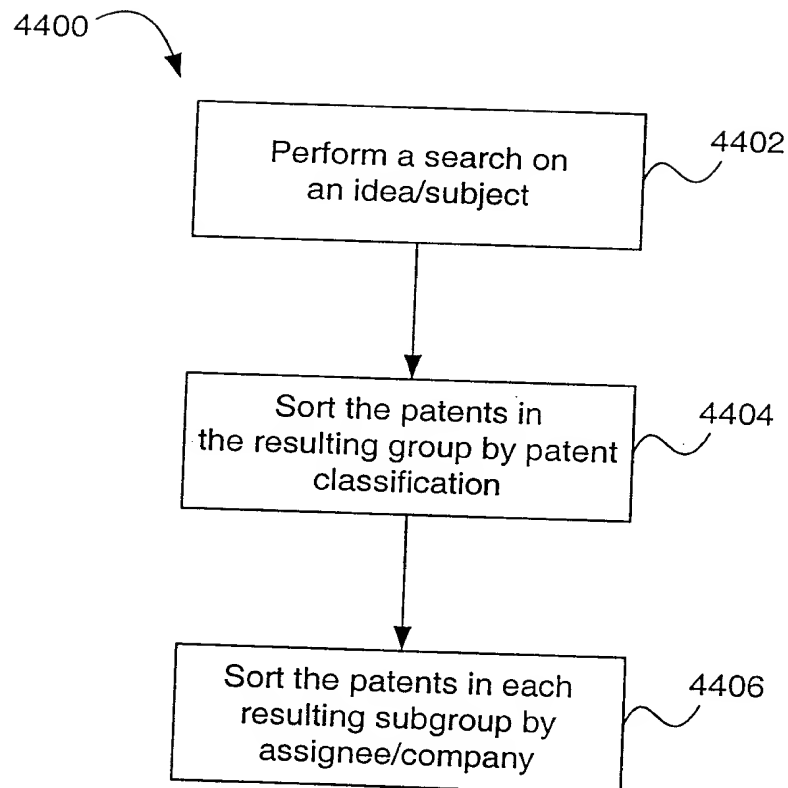 4400
Perform a search on
an idea/subject
4402
Sort the patents in
the resulting group by patent
classification
4404
Sort the patents in each
resulting subgroup by
assignee/company
4406